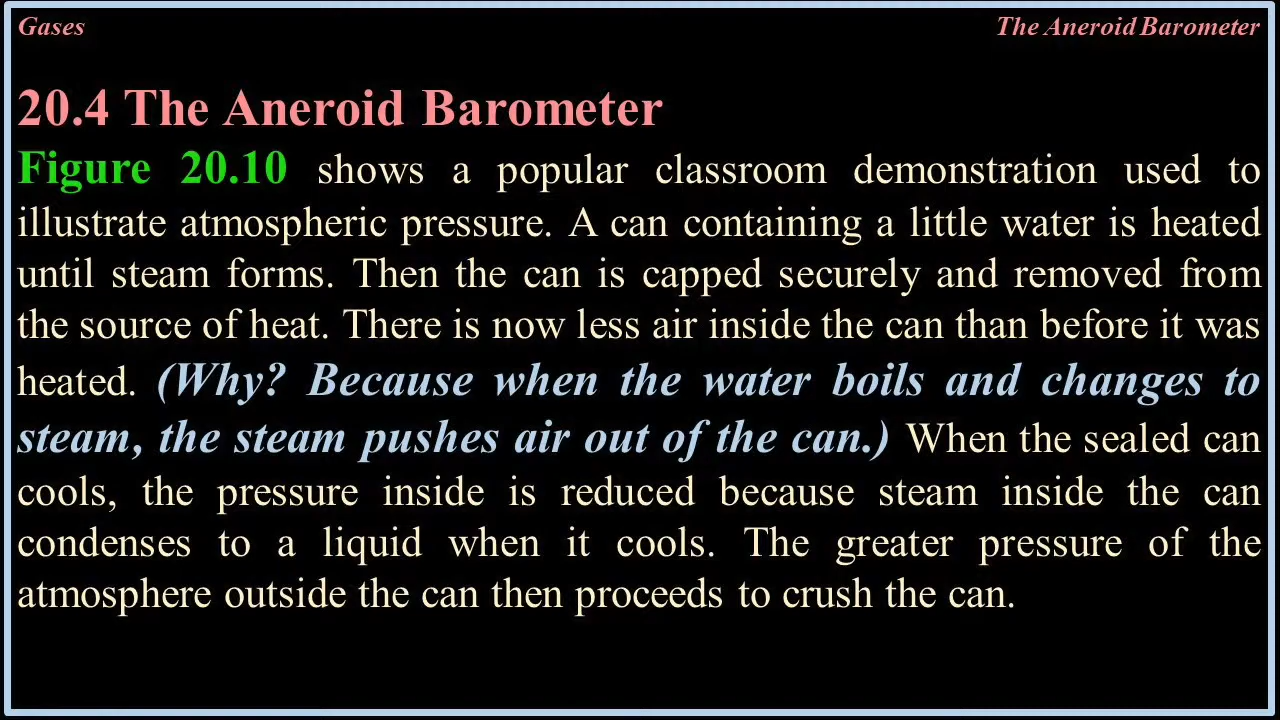 Gases
The Aneroid Barometer
20.4 The Aneroid Barometer
Figure 20.10 shows a popular classroom demonstration used to
illustrate atmospheric pressure. A can containing a little water is heated
until steam forms. Then the can is capped securely and removed from
the source of heat. There is now less air inside the can than before it was
heated. (Why? Because when the water boils and changes to
steam, the steam pushes air out of the can.) When the sealed can
cools, the pressure inside is reduced because steam inside the can
condenses to a liquid when it cools. The greater pressure of the
atmosphere outside the can then proceeds to crush the can.